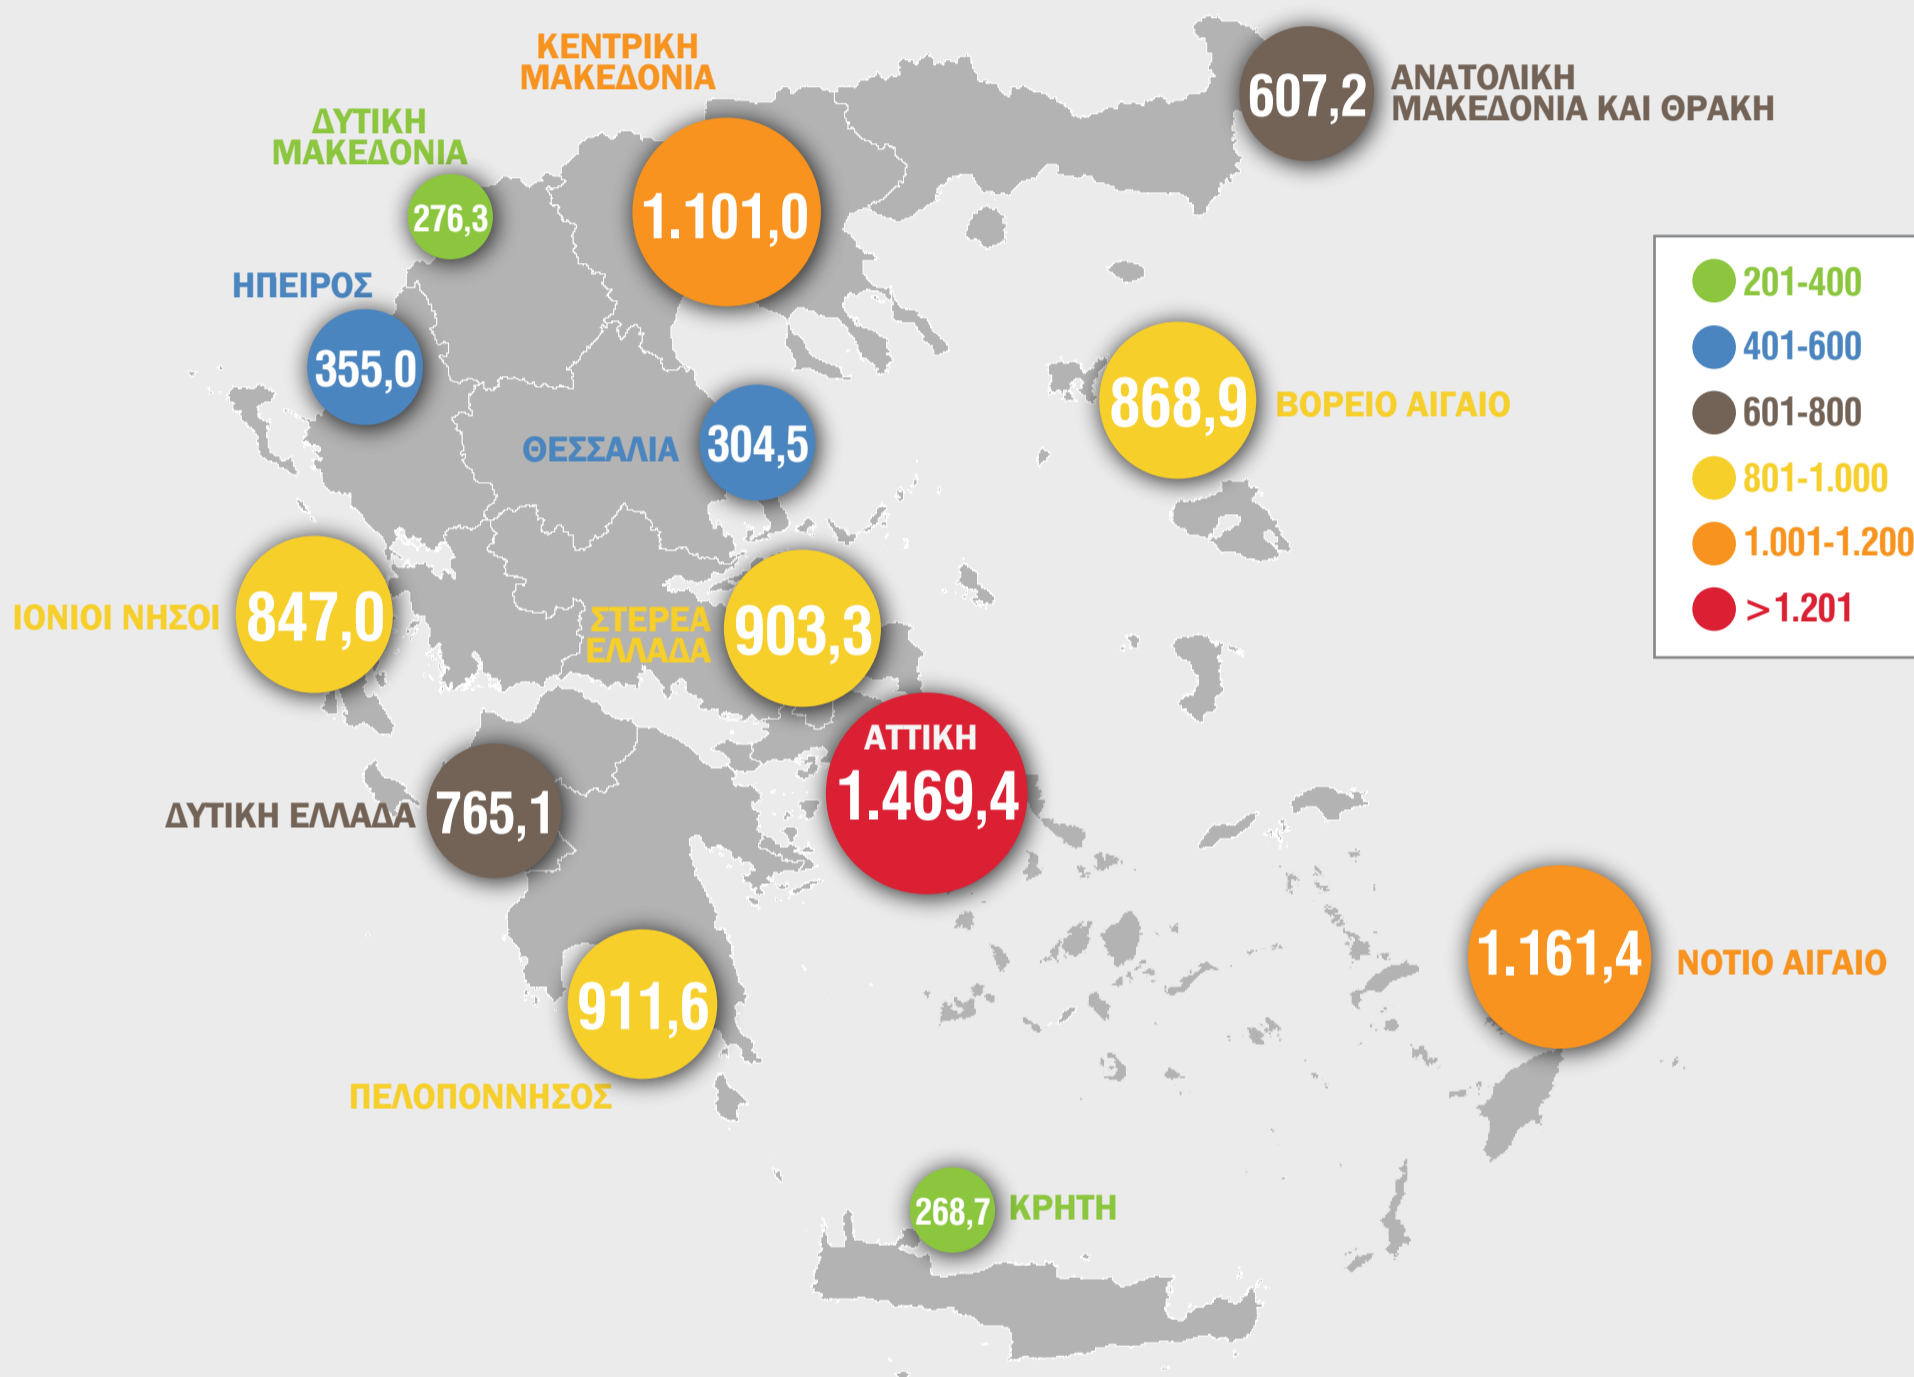 ΚΕΝΤΡΙΚΗ
ΜΑΚΕΔΟΝΙΑ
1.101,0
607,2
ΑΝΑΤΟΛΙΚΗ
ΜΑΚΕΔΟΝΙΑ ΚΑΙ ΘΡΑΚΗ
ΔΥΤΙΚΗ
ΜΑΚΕΔΟΝΙΑ
276,3
ΗΠΕΙΡΟΣ
355,0
ΘΕΣΣΑΛΙΑ
304,5
868,9
ΒΟΡΕΙΟ ΑΙΓΑΙΟ
201-400
401-600
601-800
801-1.000
1.001-1.200
>1.201
ΙΟΝΙΟΙ ΝΗΣΟΙ
847,0
ΣΤΕΡΕΑ
ΕΛΛΑΔΑ
903,3
ΑΤΤΙΚΗ
1.469,4
ΔΥΤΙΚΗ ΕΛΛΑΔΑ
765,1
911,6
ΠΕΛΟΠΟΝΝΗΣΟΣ
1.161,4
ΝΟΤΙΟ ΑΙΓΑΙΟ
268,7
ΚΡΗΤΗ